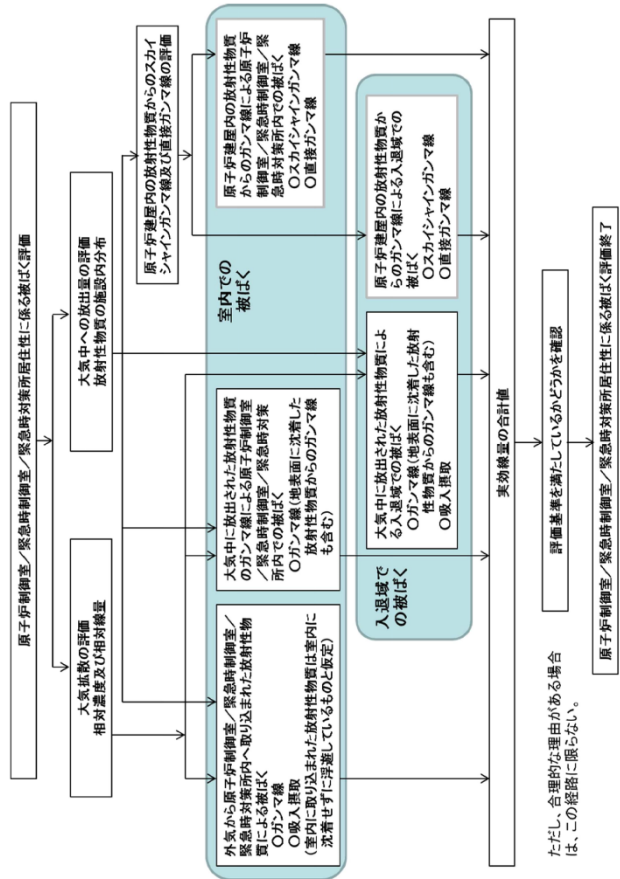 原子炉制御室／緊急時制御室／緊急時対策所居住性に係る被ばく評価
大気拡散の評価
相対濃度及び相対線量
大気中への放出量の評価
放射性物質の施設内分布
原子炉建屋内の放射性物質からのスカイ
シャインガンマ線及び直接ガンマ線の評価
室内での
被ばく
外気から原子炉制御室／緊急時制御室／
緊急時対策所内へ取り込まれた放射性物
質による被ばく
○ガンマ線
○吸入摂取
（室内に取り込まれた放射性物質は室内に
沈着せずに浮遊しているものと仮定）
大気中に放出された放射性物質
のガンマ線による原子炉制御室
／緊急時制御室／緊急時対策
所内での被ばく
○ガンマ線（地表面に沈着した
放射性物質からのガンマ線
も含む）
原子炉建屋内の放射性物質
からのガンマ線による原子炉
制御室／緊急時制御室／緊
急時対策所内での被ばく
○スカイシャインガンマ線
○直接ガンマ線
入退域で
の被ばく
大気中に放出された放射性物質によ
る入退域での被ばく
○ガンマ線（地表面に沈着した放射
性物質からのガンマ線も含む）
○吸入摂取
原子炉建屋内の放射性物質か
らのガンマ線による入退域での
被ばく
○スカイシャインガンマ線
○直接ガンマ線
実効線量の合計値
評価基準を満たしているかどうかを確認
原子炉制御室／緊急時制御室／緊急時対策所居住性に係る被ばく評価終了
ただし、合理的な理由がある場合
は、この経路に限らない。